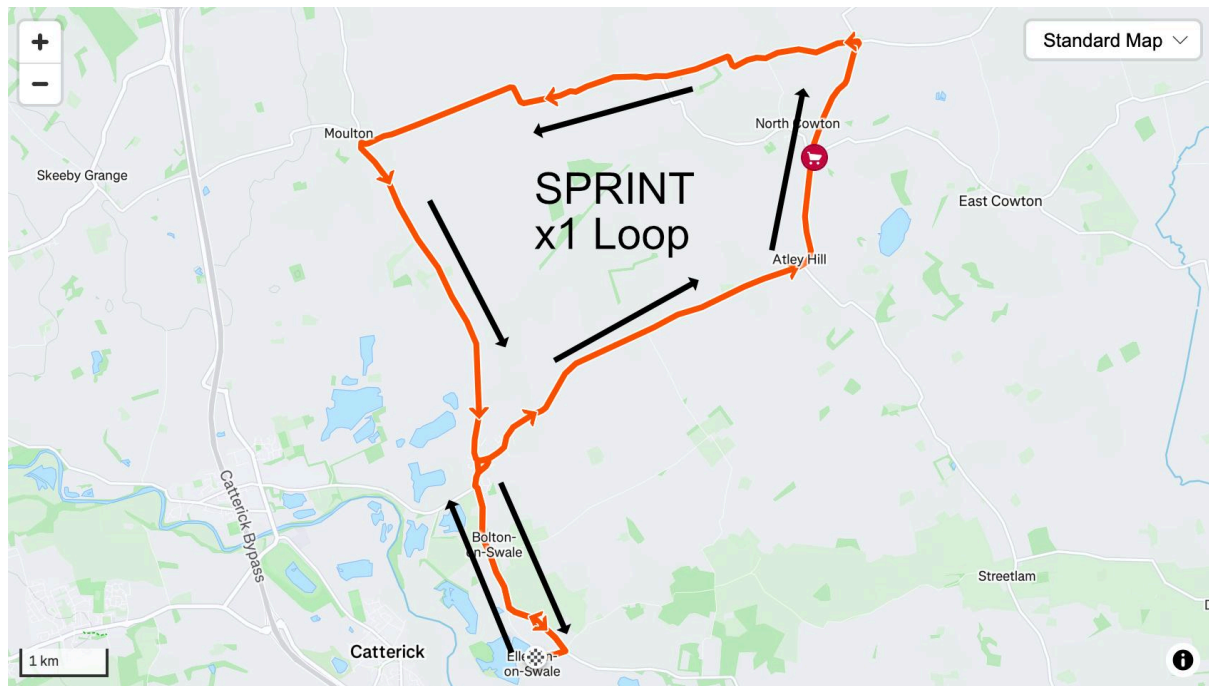 +
Standard Map
−
Moulton
North Cowton
Skeeby Grange
SPRINT
x1 Loop
East Cowton
Atley Hill
Catterick Bypass
Bolton-
on-Swale
Streetlam
Catterick
on-Swale
1 km
i